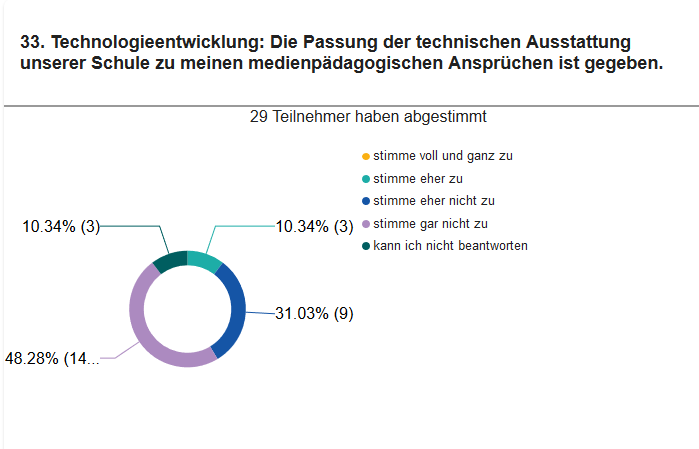 33. Technologieentwicklung: Die Passung der technischen Ausstattung
unserer Schule zu meinen medienpädagogischen Ansprüchen ist gegeben.
29 Teilnehmer haben abgestimmt
stimme voll und ganz zu
stimme eher zu
stimme eher nicht zu
stimme gar nicht zu
kann ich nicht beantworten
10.34% (3)
10.34% (3)
31.03% (9)
48.28% (14...